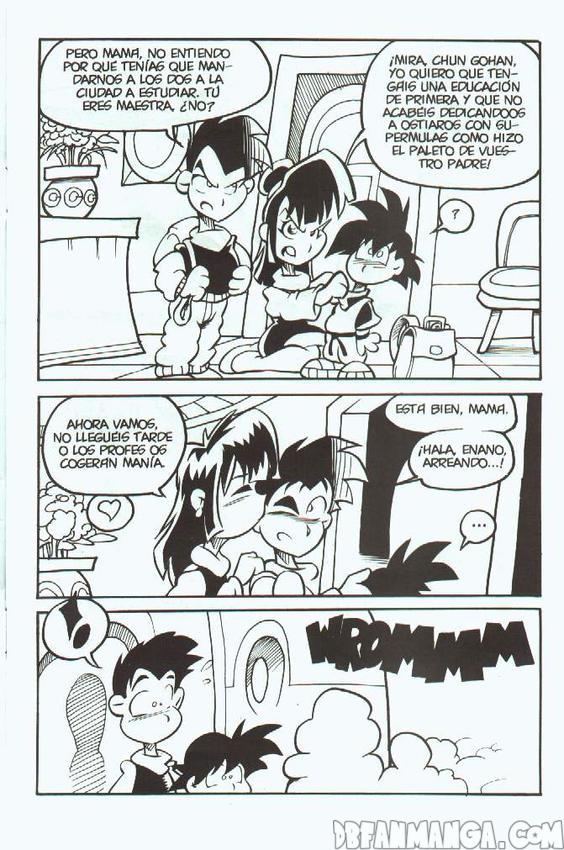 PERO MAMÁ, NO ENTIENDO
POR QUE TENÍAS QUE MAN-
DARNOS A LOS DOS A LA
CIUDAD A ESTUDIAR. TÚ
ERES MAESTRA, ¿NO?
¡MIRA, CHUN GOHAN,
YO QUIERO QUE TEN-
GÁIS UNA EDUCACIÓN
DE PRIMERA Y QUE NO
ACABÉIS DEDICÁNDOOS
A OSTIAROS CON SU-
PERMULAS COMO HIZO
EL PALETO DE VUES-
TRO PADRE!
?
AHORA VAMOS,
NO LLEGUÉIS TARDE
O LOS PROFES OS
COGERÁN MANÍA.
ESTÁ BIEN, MAMÁ.
¡HALA, ENANO,
ARREANDO...!
...
!
WROMMMM
DBFANMANGA.COM